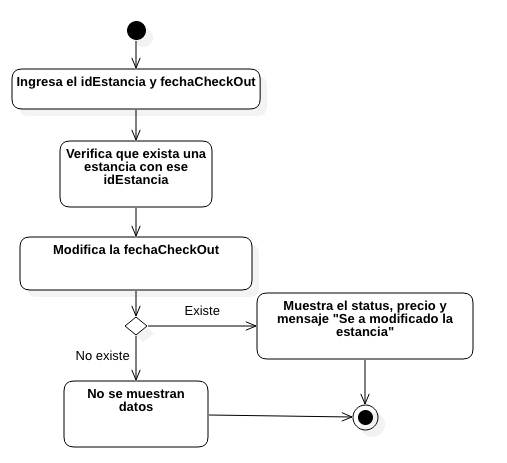 Ingresa el idEstancia y fechaCheckOut
Verifica que exista una
estancia con ese
idEstancia
Modifica la fechaCheckOut
Existe
Muestra el status, precio y
mensaje "Se a modificado la
estancia"
No existe
No se muestran
datos